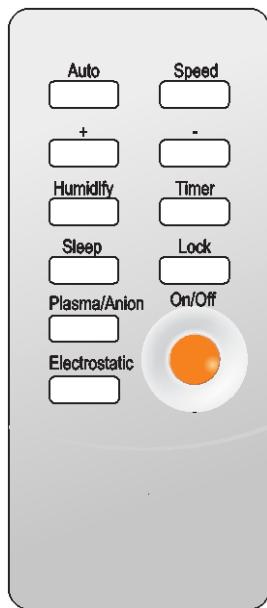 Auto Speed
+ -
Humidify Timer
Sleep Lock
Plasma/Anion On/Off
Electrostatic